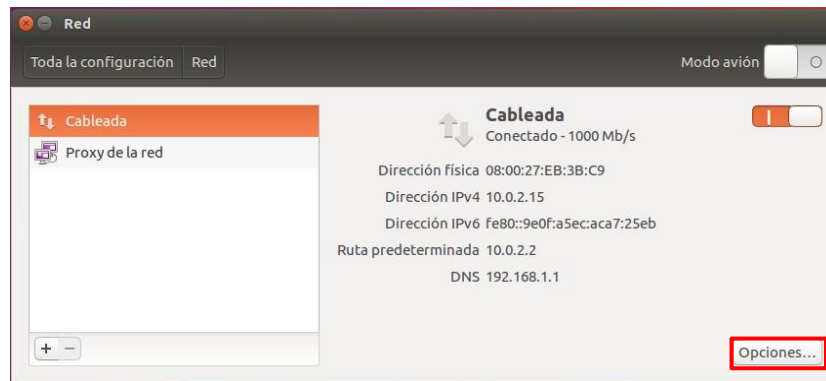 Red
Toda la configuración Red
Modo avión
Cableada
Proxy de la red
Cableada
Conectado - 1000 Mb/s
Dirección física 08:00:27:EB:3B:C9
Dirección IPv4 10.0.2.15
Dirección IPv6 fe80::9e0f:a5ec:aca7:25eb
Ruta predeterminada 10.0.2.2
DNS 192.168.1.1
Opciones...